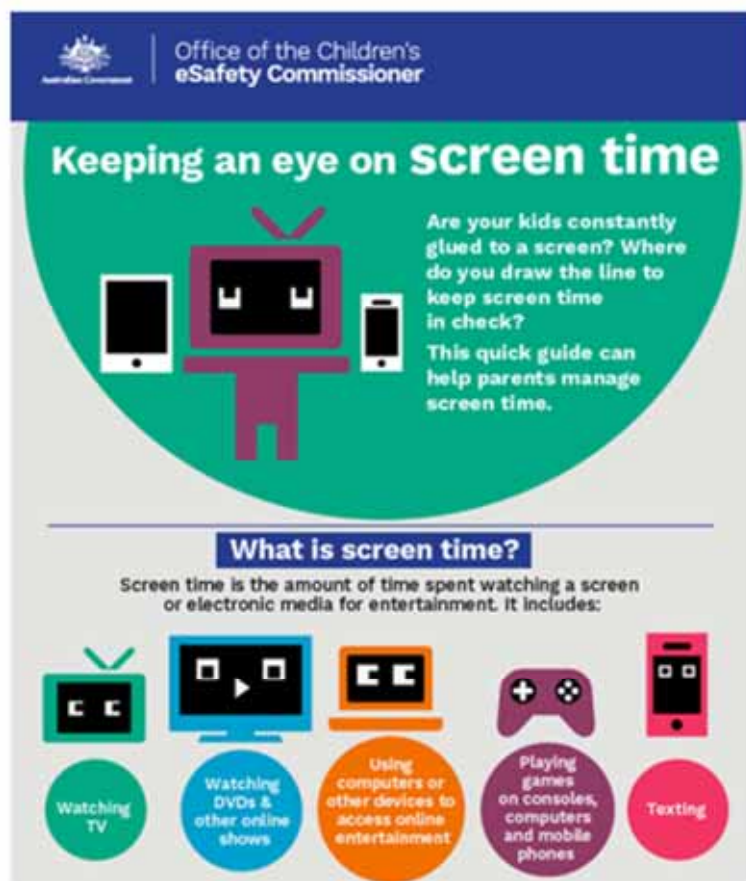 Office of the Children's
eSafety Commissioner
Australian Government
Keeping an eye on screen time
Are your kids constantly
glued to a screen? Where
do you draw the line to
keep screen time
in check?
This quick guide can
help parents manage
screen time.
What is screen time?
Screen time is the amount of time spent watching a screen
or electronic media for entertainment. It includes:
Watching
TV
Watching
DVDs &
other online
shows
Using
computers or
other devices to
access online
entertainment
Playing
games
on consoles,
computers
and mobile
phones
Texting